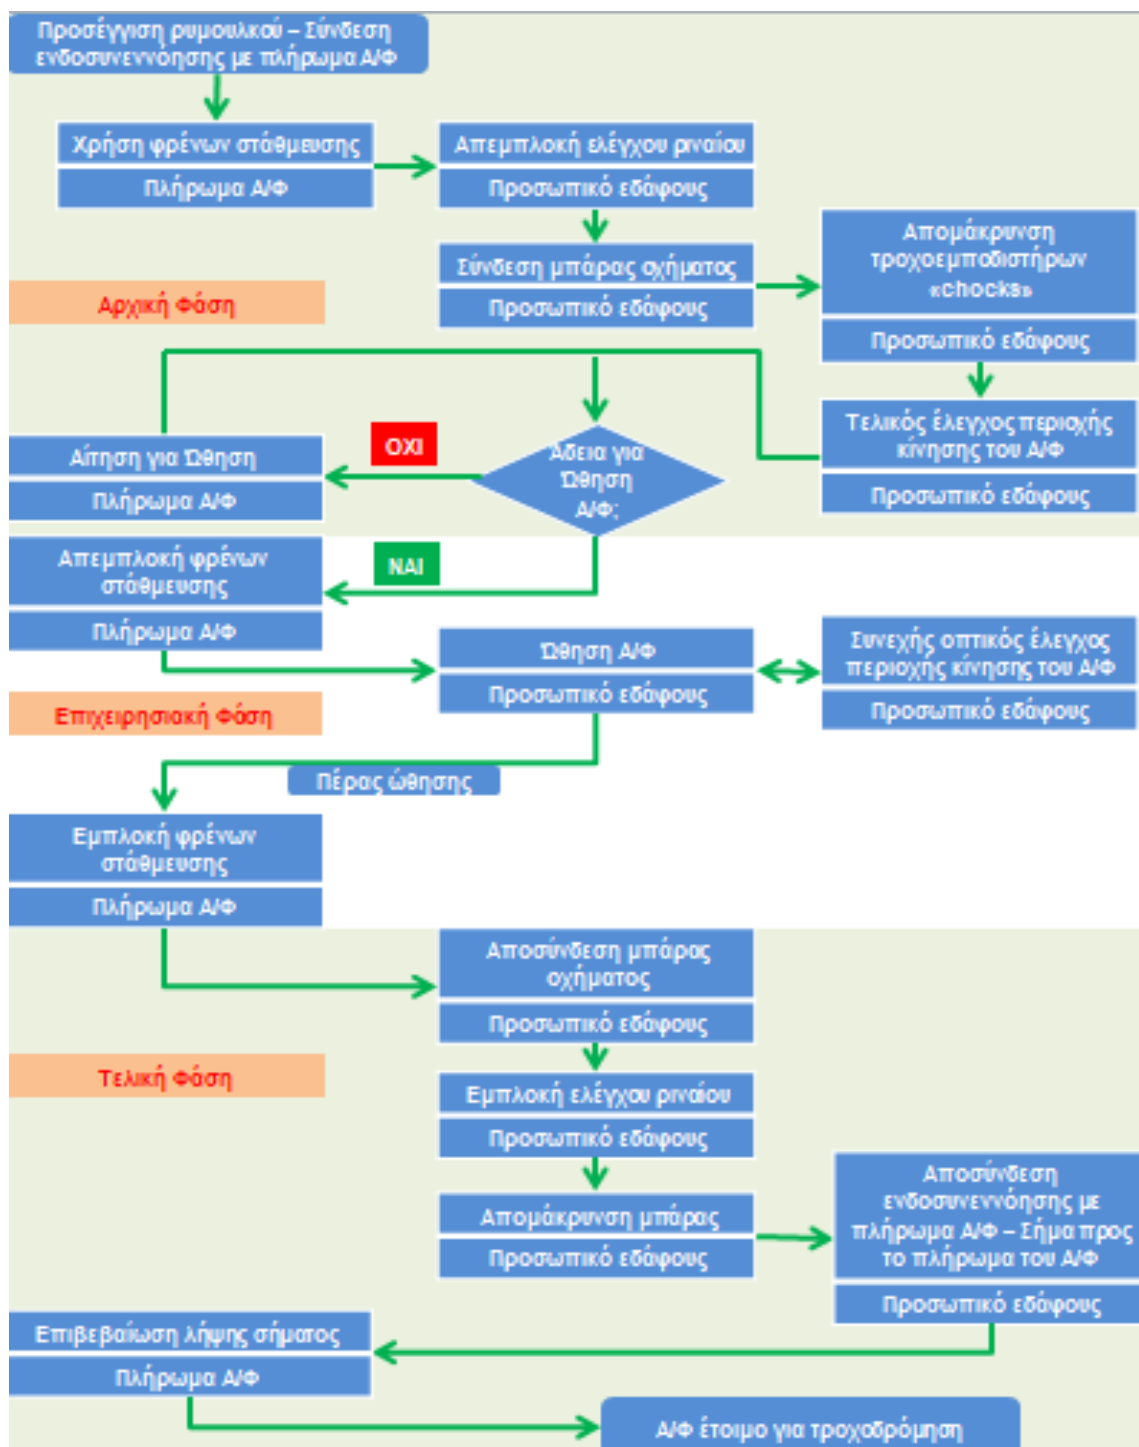 Προσέγγιση ρυμουλκού – Σύνδεση
ενδοσυνεννόησης με πλήρωμα Α/Φ
Χρήση φρένων στάθμευσης
Πλήρωμα Α/Φ
Απεμπλοκή ελέγχου ριναίου
Προσωπικό εδάφους
Σύνδεση μπάρας οχήματος
Προσωπικό εδάφους
Απομάκρυνση
τροχοεμποδιστήρων
«chocks»
Προσωπικό εδάφους
Αρχική Φάση
Τελικός έλεγχος περιοχής
κίνησης του Α/Φ
Προσωπικό εδάφους
Άδεια για
Ώθηση
Α/Φ;
ΟΧΙ
Αίτηση για Ώθηση
Πλήρωμα Α/Φ
ΝΑΙ
Απεμπλοκή φρένων
στάθμευσης
Πλήρωμα Α/Φ
Ώθηση Α/Φ
Προσωπικό εδάφους
Συνεχής οπτικός έλεγχος
περιοχής κίνησης του Α/Φ
Προσωπικό εδάφους
Επιχειρησιακή Φάση
Πέρας ώθησης
Εμπλοκή φρένων
στάθμευσης
Πλήρωμα Α/Φ
Αποσύνδεση μπάρας
οχήματος
Προσωπικό εδάφους
Τελική Φάση
Εμπλοκή ελέγχου ριναίου
Προσωπικό εδάφους
Απομάκρυνση μπάρας
Προσωπικό εδάφους
Αποσύνδεση
ενδοσυνεννόησης με
πλήρωμα Α/Φ – Σήμα προς
το πλήρωμα του Α/Φ
Προσωπικό εδάφους
Επιβεβαίωση λήψης σήματος
Πλήρωμα Α/Φ
Α/Φ έτοιμο για τροχοδρόμηση